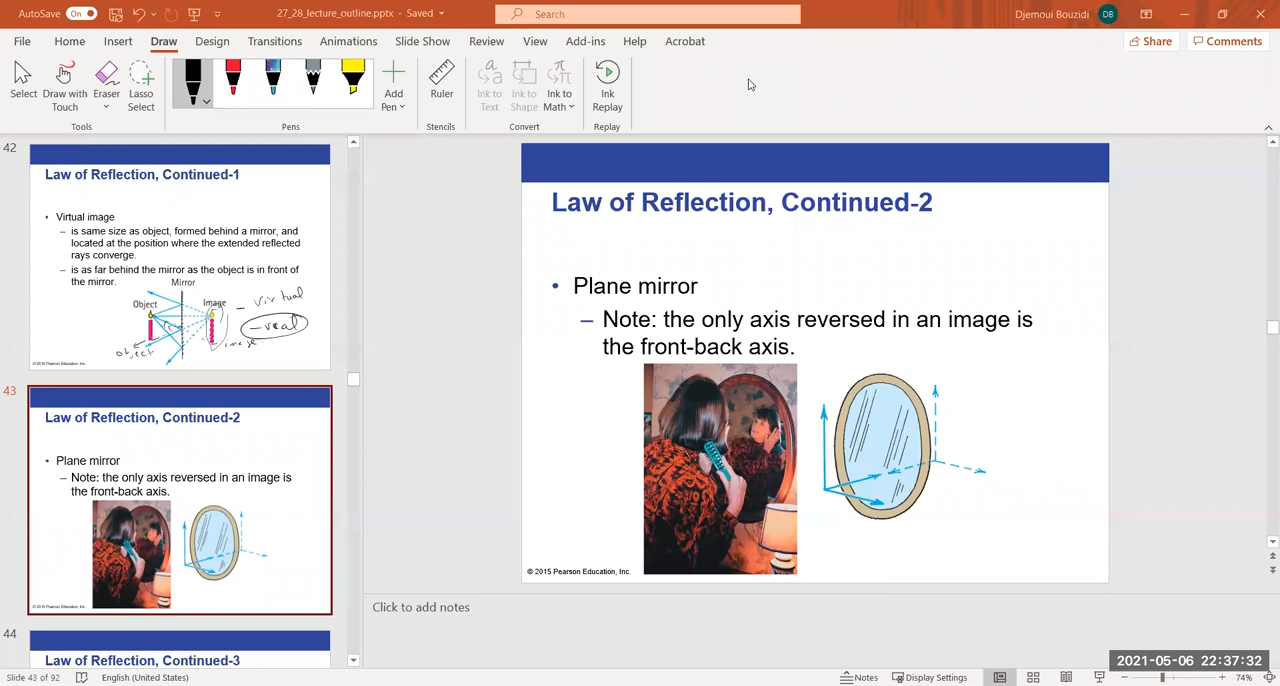 AutoSave On 27_28_lecture_outline.pptx - Saved Search Djemoui Bouzidi DB
File Home Insert Draw Design Transitions Animations Slide Show Review View Add-ins Help Acrobat Share Comments
Select Draw with Touch Eraser Lasso Select Add Pen Ruler Ink to Text Ink to Shape Ink to Math Ink Replay
Tools Pens Stencils Convert Replay
42
Law of Reflection, Continued-1
• Virtual image
– is same size as object, formed behind a mirror, and
located at the position where the extended reflected
rays converge.
– is as far behind the mirror as the object is in front of
the mirror.
Mirror
Object
Image
- virtual
- real
object
image
© 2015 Pearson Education, Inc.
43
Law of Reflection, Continued-2
• Plane mirror
– Note: the only axis reversed in an image is
the front-back axis.
© 2015 Pearson Education, Inc.
44
Law of Reflection, Continued-3
Law of Reflection, Continued-2
• Plane mirror
– Note: the only axis reversed in an image is
the front-back axis.
© 2015 Pearson Education, Inc.
Click to add notes
2021-05-06 22:37:32
Slide 43 of 92 English (United States) Notes Display Settings 74%